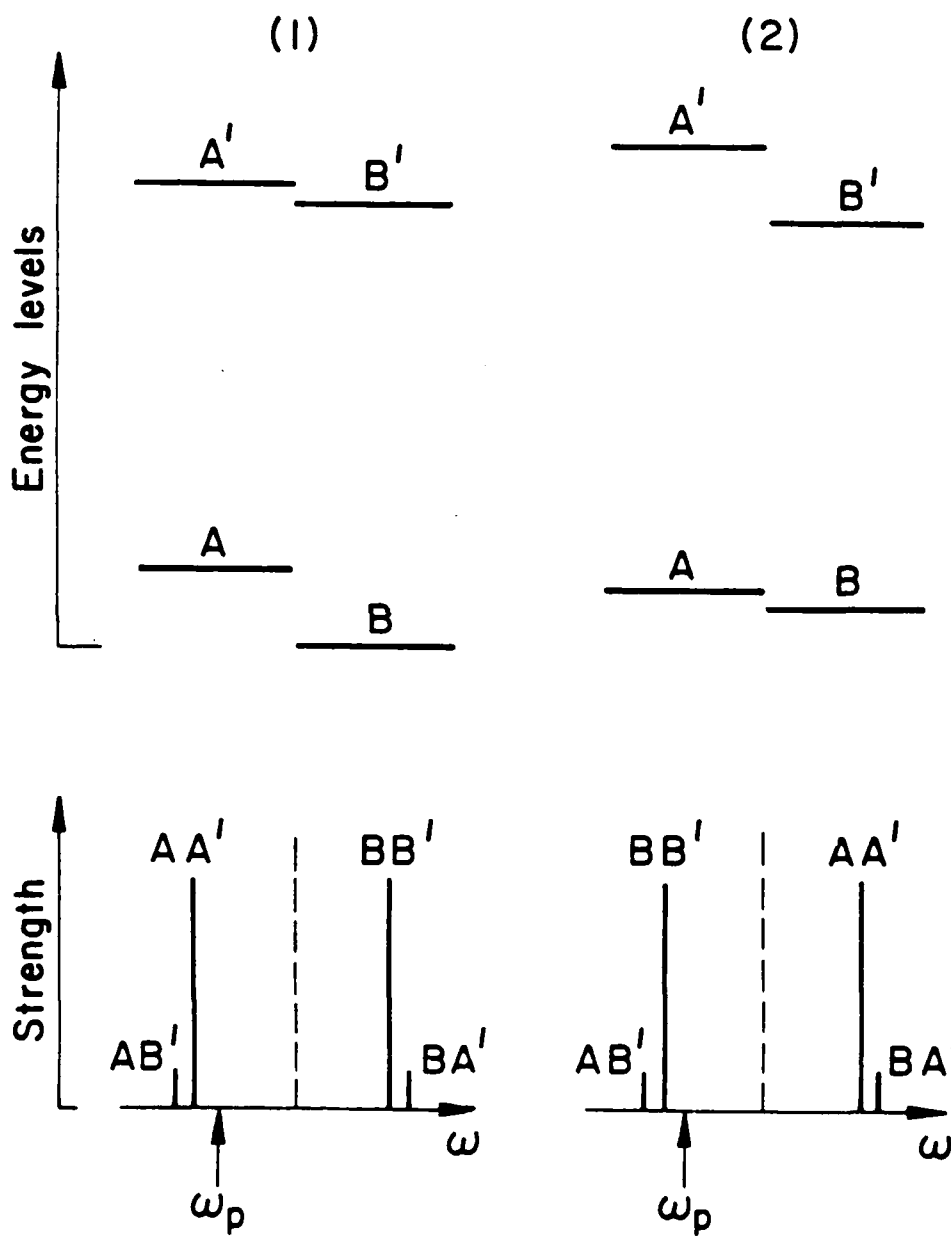 (1)
(2)
Energy levels
A'
B'
A'
B'
A
B
A
B
Strength
AA'
BB'
AB'
BA'
ω
ωp
BB'
AA'
AB'
BA
ω
ωp